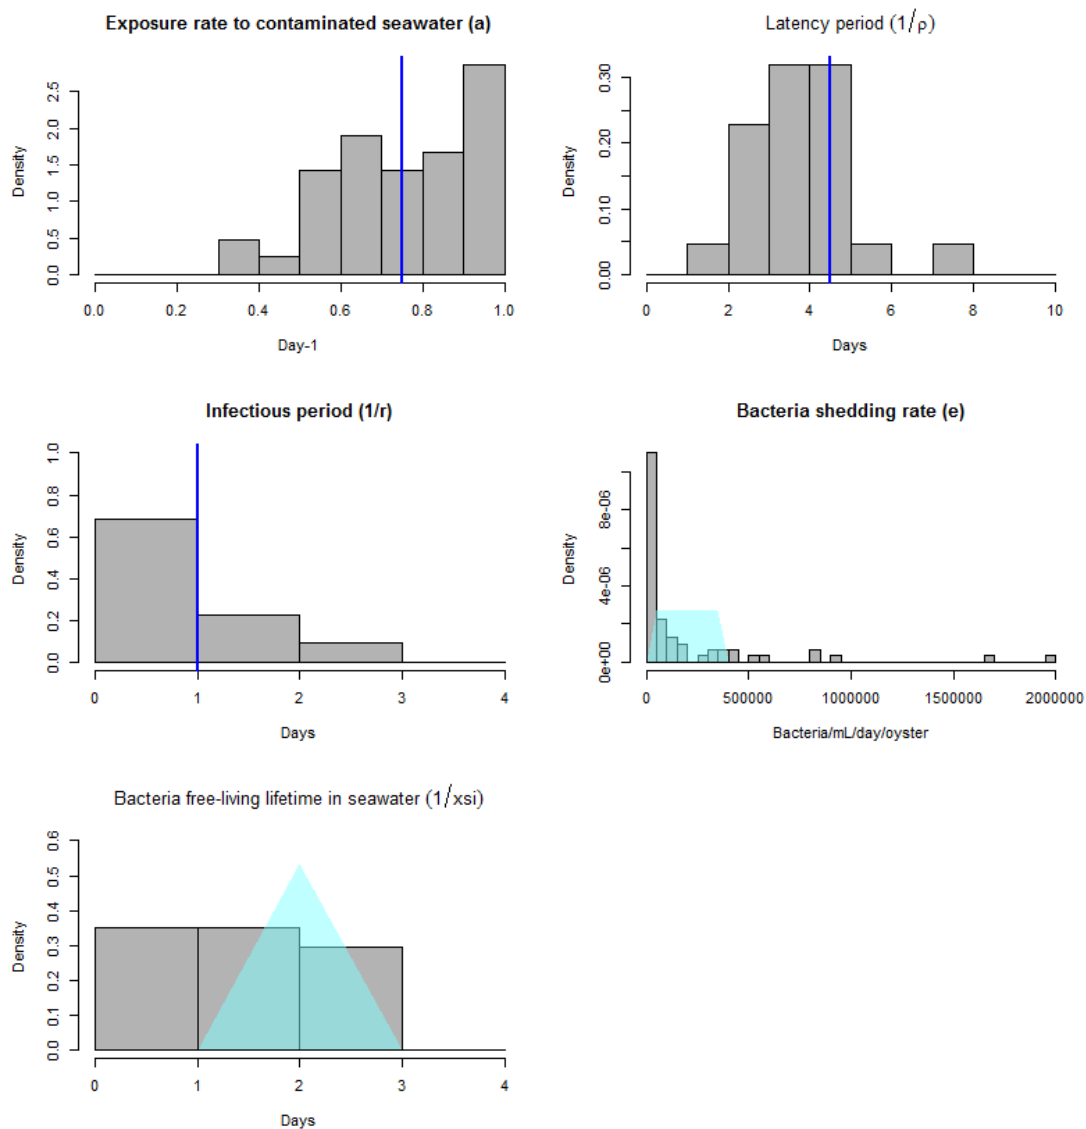 Exposure rate to contaminated seawater (a)
Density
0.0 0.5 1.0 1.5 2.0 2.5
0.0 0.2 0.4 0.6 0.8 1.0
Day-1
Latency period (1/ρ)
Density
0.00 0.10 0.20 0.30
0 2 4 6 8 10
Days
Infectious period (1/r)
Density
0.0 0.2 0.4 0.6 0.8 1.0
0 1 2 3 4
Days
Bacteria shedding rate (e)
Density
0e+00 4e-06 8e-06
0 500000 1000000 1500000 2000000
Bacteria/mL/day/oyster
Bacteria free-living lifetime in seawater (1/xsi)
Density
0.0 0.1 0.2 0.3 0.4 0.5 0.6
0 1 2 3 4
Days